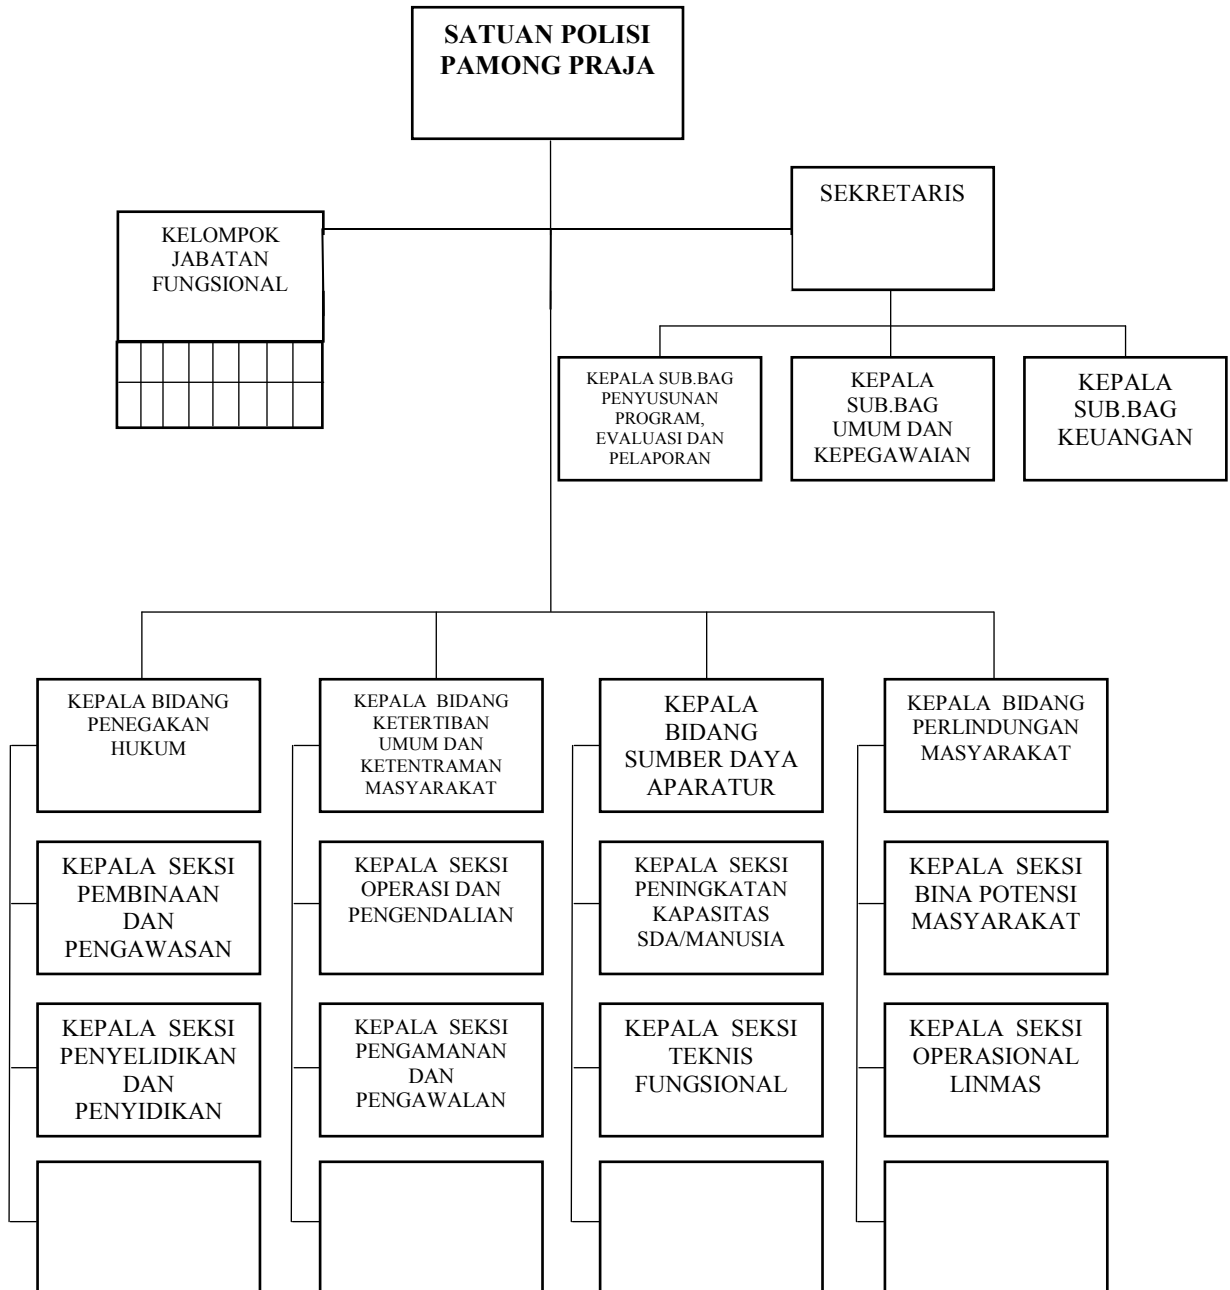 SATUAN POLISI
PAMONG PRAJA
SEKRETARIS
KELOMPOK
JABATAN
FUNGSIONAL
KEPALA SUB.BAG
PENYUSUNAN
PROGRAM,
EVALUASI DAN
PELAPORAN
KEPALA
SUB.BAG
UMUM DAN
KEPEGAWAIAN
KEPALA
SUB.BAG
KEUANGAN
KEPALA BIDANG
PENEGAKAN
HUKUM
KEPALA BIDANG
KETERTIBAN
UMUM DAN
KETENTRAMAN
MASYARAKAT
KEPALA
BIDANG
SUMBER DAYA
APARATUR
KEPALA BIDANG
PERLINDUNGAN
MASYARAKAT
KEPALA SEKSI
PEMBINAAN
DAN
PENGAWASAN
KEPALA SEKSI
OPERASI DAN
PENGENDALIAN
KEPALA SEKSI
PENINGKATAN
KAPASITAS
SDA/MANUSIA
KEPALA SEKSI
BINA POTENSI
MASYARAKAT
KEPALA SEKSI
PENYELIDIKAN
DAN
PENYIDIKAN
KEPALA SEKSI
PENGAMANAN
DAN
PENGAWALAN
KEPALA SEKSI
TEKNIS
FUNGSIONAL
KEPALA SEKSI
OPERASIONAL
LINMAS